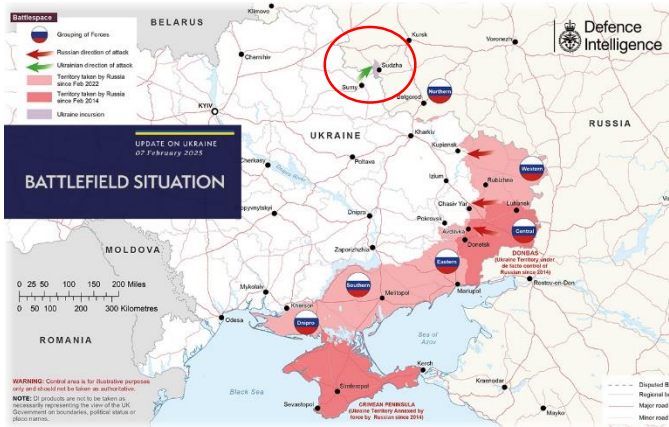 Battlespace
Grouping of Forces
Russian direction of attack
Ukrainian direction of attack
Territory taken by Russia
since Feb 2022
Territory taken by Russia
since Feb 2014
Ukraine incursion
Defence
Intelligence
UPDATE ON UKRAINE
07 February 2025
BATTLEFIELD SITUATION
BELARUS
Klimovo
Chernihiv
KYIV
Kursk
Voronezh
Sudzha
Sumy
Northern
Belgorod
RUSSIA
UKRAINE
Kharkiv
Kupiansk
Western
Poltava
Cherkasy
Dnipro River
Izium
Rubizhne
Chasiv Yar
Luhansk
Kropyvnytskyi
Dnipro
Pokrovsk
Avdiivka
Central
Donetsk
Zaporizhzhia
Eastern
DONBAS
(Ukraine Territory under
de facto control of
Russian since 2014)
MOLDOVA
Southern
Mariupol
Rostov-on-Don
0 25 50 100 150 200 Miles
0 50 100 200 300 Kilometres
Mykolaiv
Melitopol
Kherson
Odesa
Dnipro
ROMANIA
Sea of
Azov
WARNING: Control area is for illustrative purposes
only and should not be taken as authoritative.
NOTE: DI products are not to be taken as
necessarily representing the view of the UK
Government on boundaries, political status or
place names.
Black Sea
Kerch
Simferopol
Sevastopol
Krasnodar
Mayko
CRIMEAN PENINSULA
(Ukraine Territory Annexed by
force by Russian since 2014)
Disputed B
Regional b
Major road
Minor road